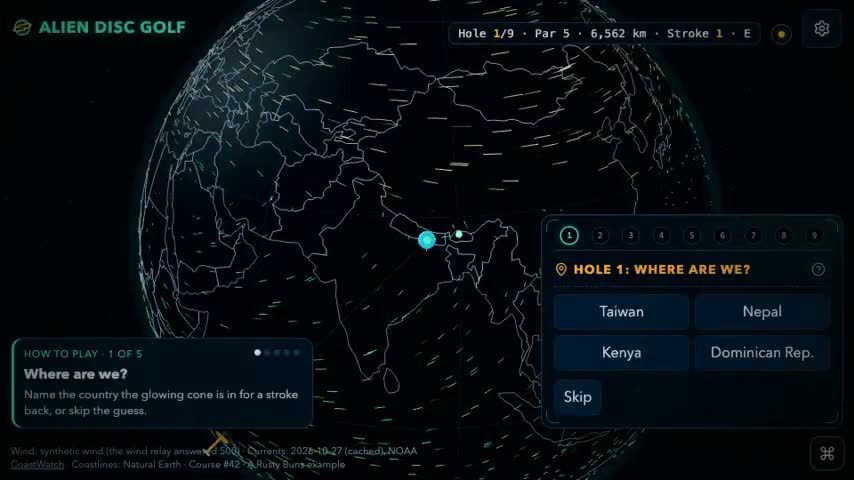 ALIEN DISC GOLF
Hole 1/9 · Par 5 · 6,562 km · Stroke 1 · E
1 2 3 4 5 6 7 8 9
HOLE 1: WHERE ARE WE?
?
Taiwan
Nepal
Kenya
Dominican Rep.
Skip
HOW TO PLAY · 1 OF 5
Where are we?
Name the country the glowing cone is in for a stroke
back, or skip the guess.
Wind: synthetic wind (the wind relay answered 500) · Currents: 2026-10-27 (cached), NOAA
CoastWatch · Coastlines: Natural Earth · Course #42 · A Rusty Buns example